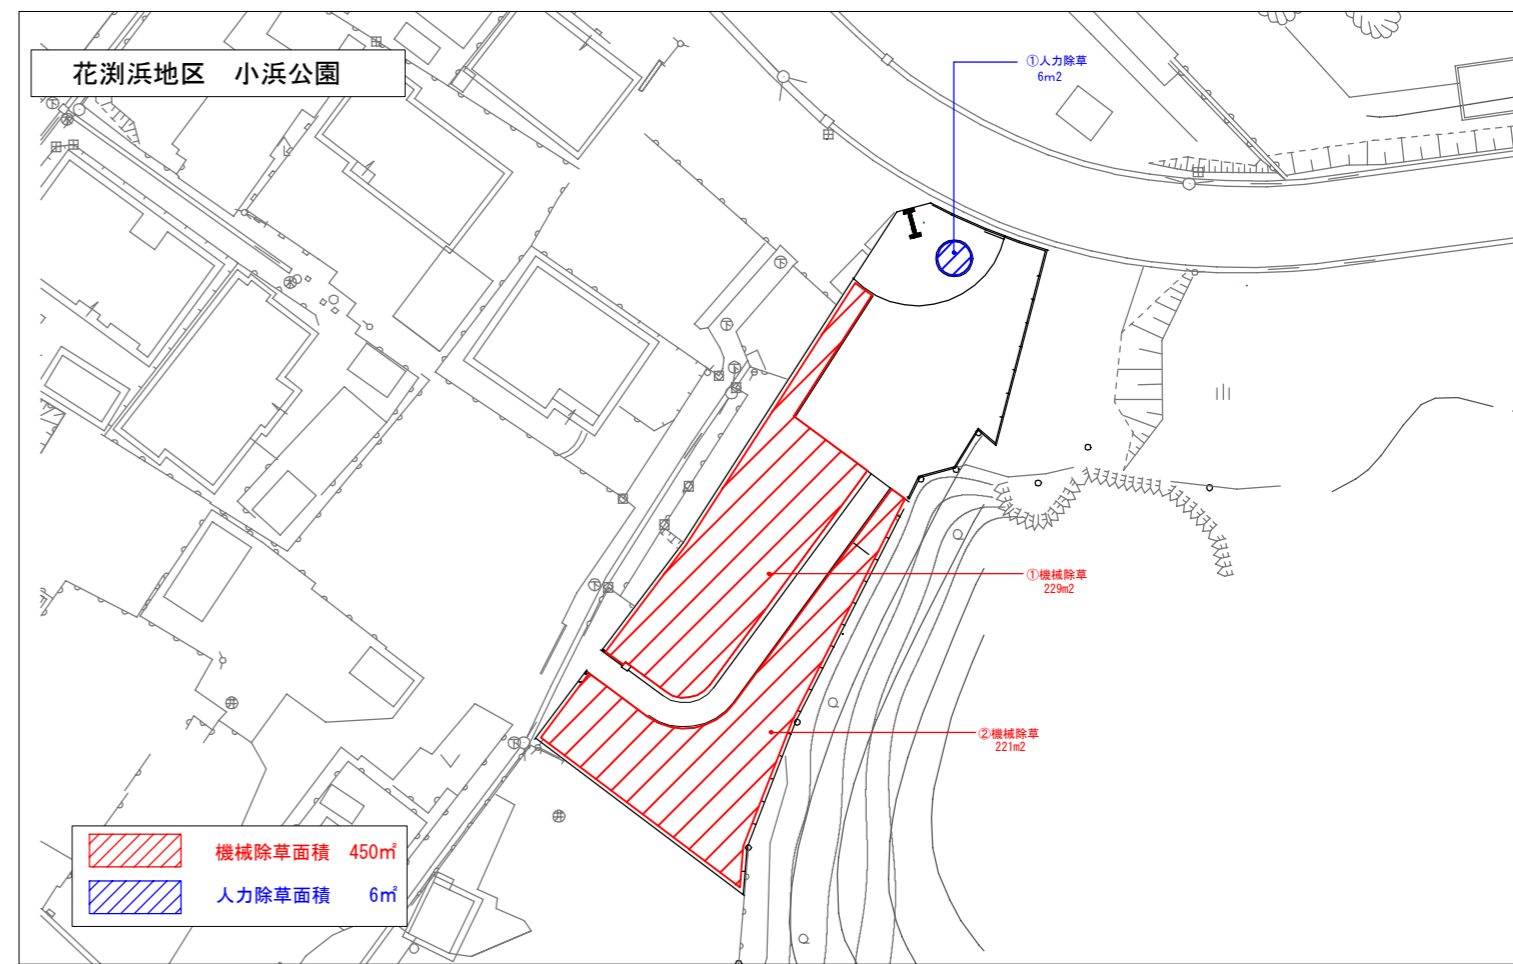 花渕浜地区 小浜公園
①人力除草
6m2
①機械除草
229m2
②機械除草
221m2
機械除草面積 450㎡
人力除草面積 6㎡